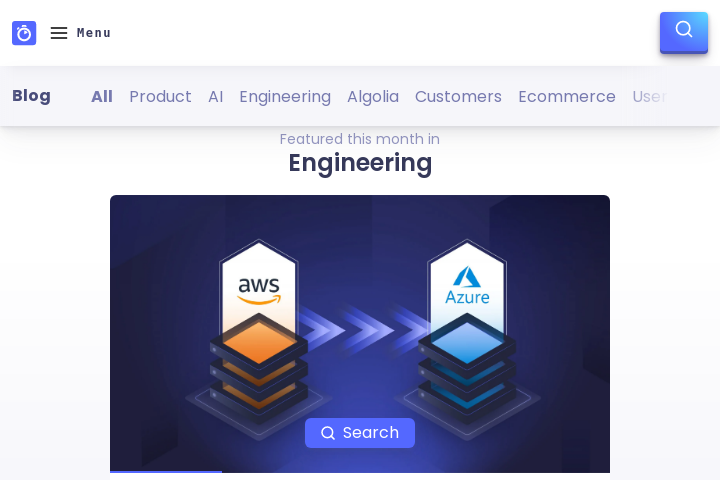 Menu
Blog
All Product AI Engineering Algolia Customers Ecommerce User
Featured this month in
Engineering
aws
Azure
Search